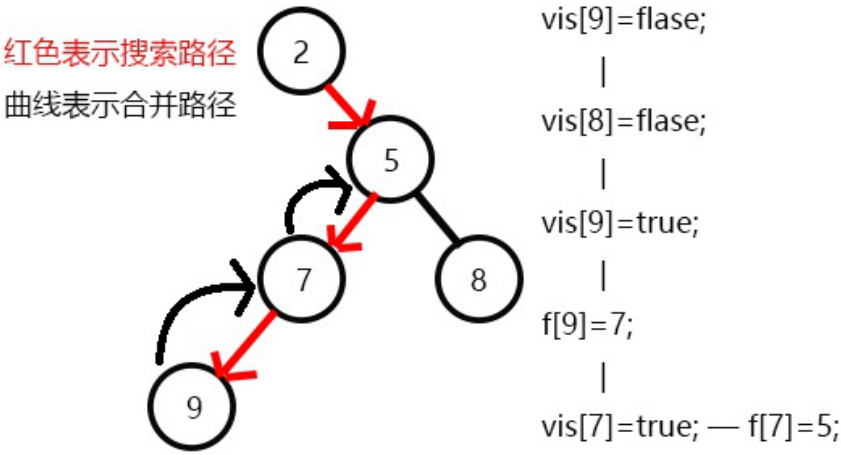 红色表示搜索路径
曲线表示合并路径
2
5
7
8
9
vis[9]=flase;
|
vis[8]=flase;
|
vis[9]=true;
|
f[9]=7;
|
vis[7]=true; — f[7]=5;